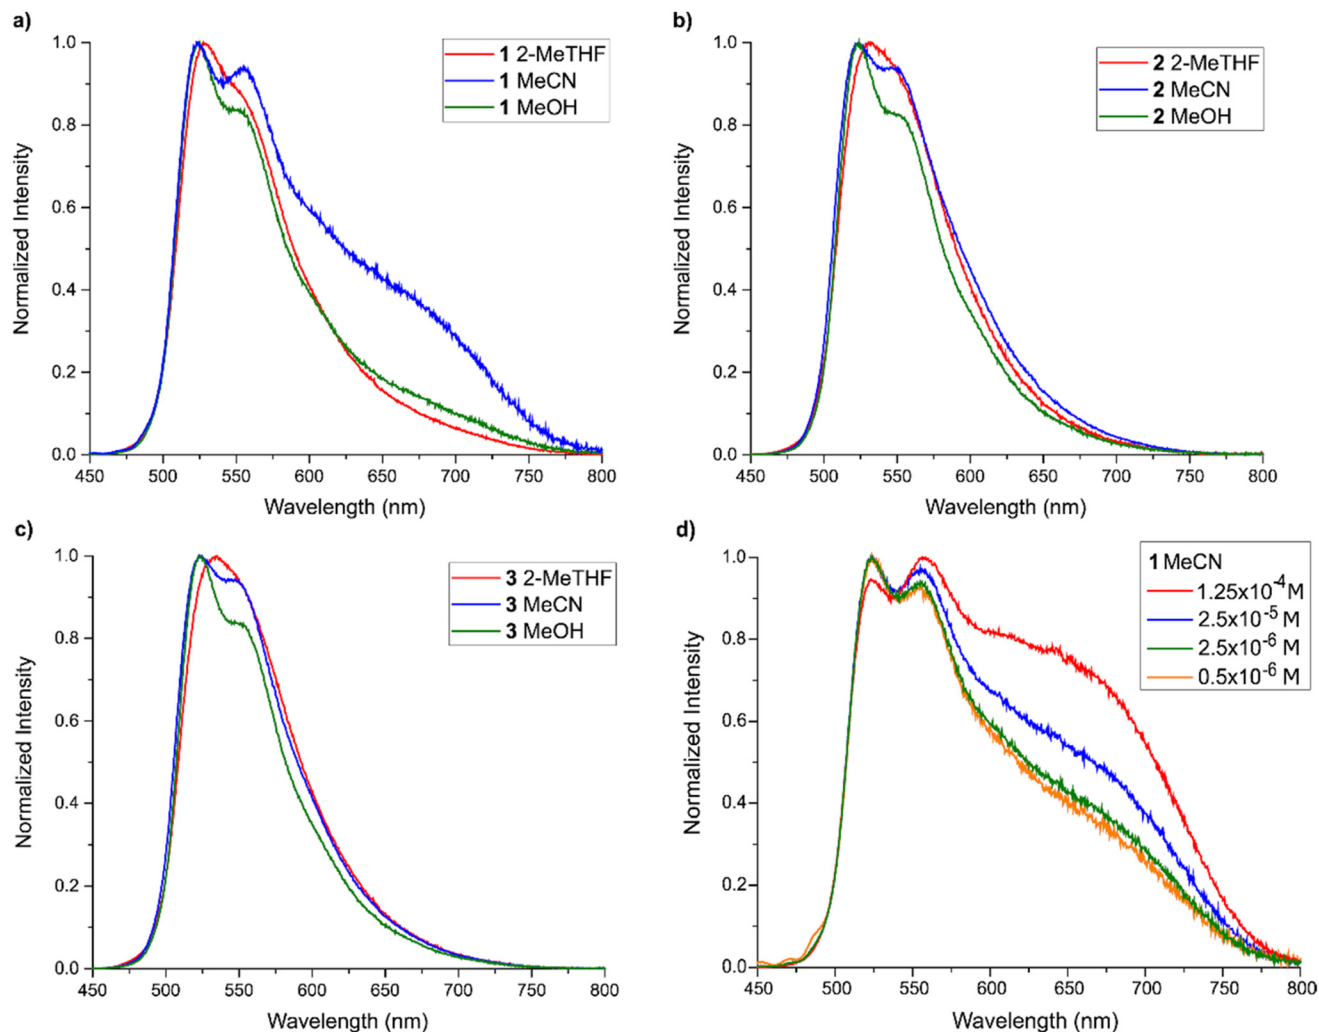 a)
1.0
0.8
0.6
0.4
0.2
0.0
Normalized Intensity
1 2-MeTHF
1 MeCN
1 MeOH
450 500 550 600 650 700 750 800
Wavelength (nm)
b)
1.0
0.8
0.6
0.4
0.2
0.0
Normalized Intensity
2 2-MeTHF
2 MeCN
2 MeOH
450 500 550 600 650 700 750 800
Wavelength (nm)
c)
1.0
0.8
0.6
0.4
0.2
0.0
Normalized Intensity
3 2-MeTHF
3 MeCN
3 MeOH
450 500 550 600 650 700 750 800
Wavelength (nm)
d)
1.0
0.8
0.6
0.4
0.2
0.0
Normalized Intensity
1 MeCN
1.25x10⁻⁴ M
2.5x10⁻⁵ M
2.5x10⁻⁶ M
0.5x10⁻⁶ M
450 500 550 600 650 700 750 800
Wavelength (nm)